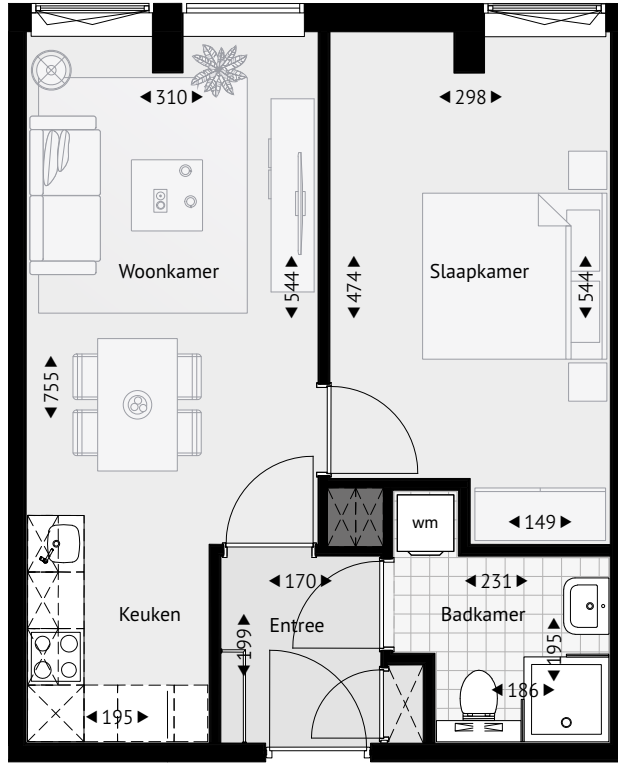 310
298
Woonkamer
544
474
Slaapkamer
544
755
wm
149
170
231
Keuken
Entree
Badkamer
199
195
186
195